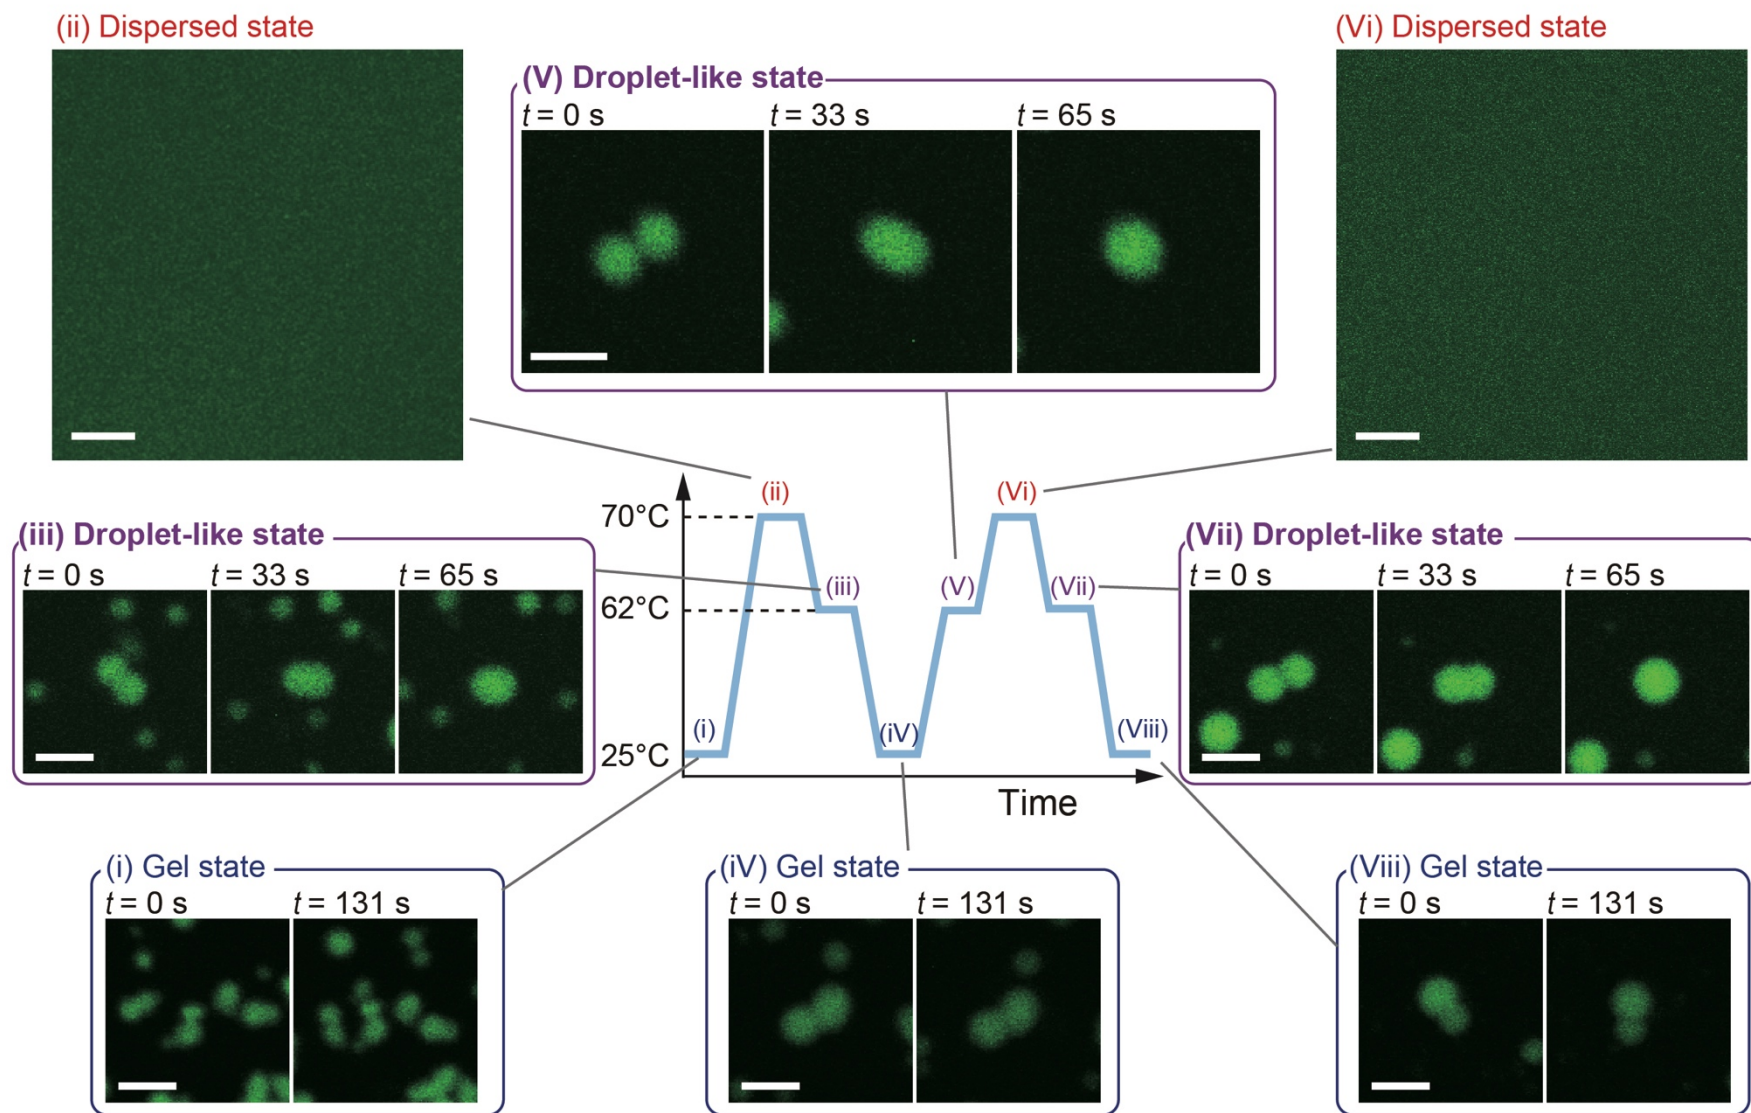 (ii) Dispersed state
(Vi) Dispersed state
(V) Droplet-like state
t = 0 s
t = 33 s
t = 65 s
(ii)
(Vi)
70°C
(iii) Droplet-like state
t = 0 s
t = 33 s
t = 65 s
(iii)
(V)
(Vii)
62°C
(Vii) Droplet-like state
t = 0 s
t = 33 s
t = 65 s
(i)
(iV)
(Viii)
25°C
Time
(i) Gel state
t = 0 s
t = 131 s
(iV) Gel state
t = 0 s
t = 131 s
(Viii) Gel state
t = 0 s
t = 131 s